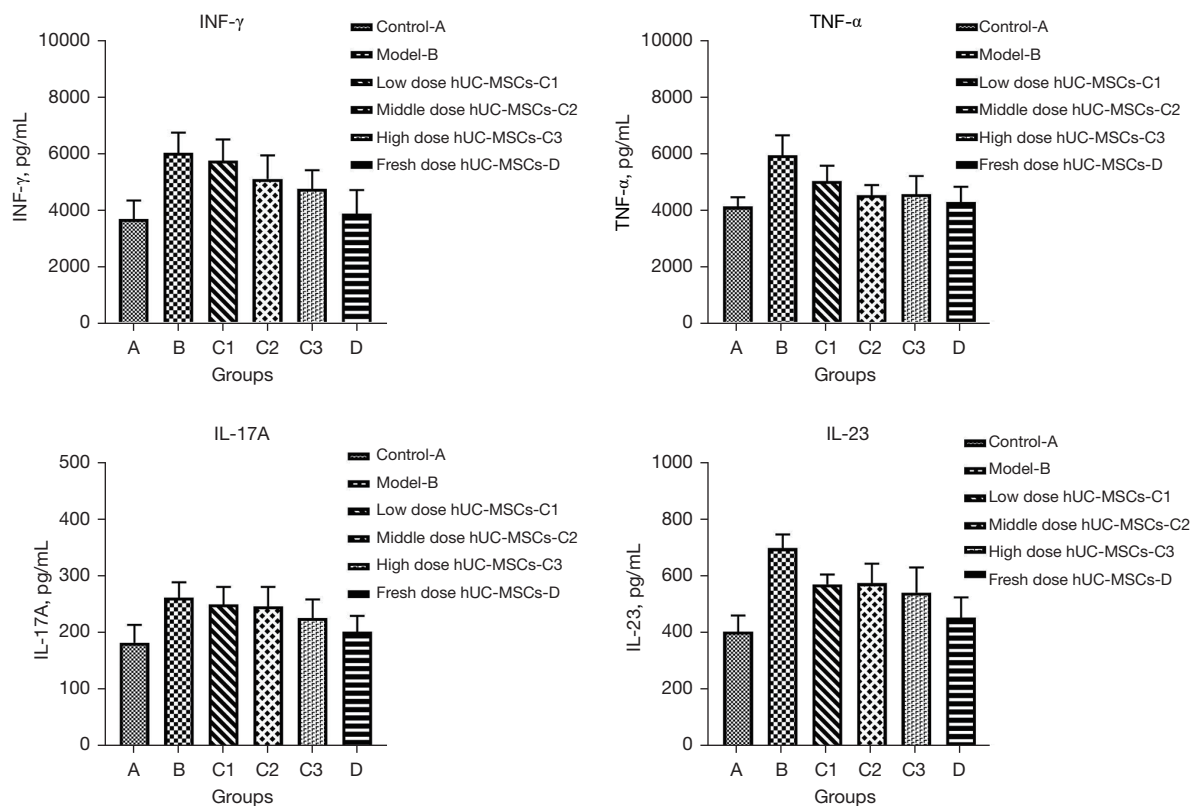 INF-γ
INF-γ, pg/mL
10000
8000
6000
4000
2000
0
A B C1 C2 C3 D
Groups
Control-A
Model-B
Low dose hUC-MSCs-C1
Middle dose hUC-MSCs-C2
High dose hUC-MSCs-C3
Fresh dose hUC-MSCs-D
TNF-α
TNF-α, pg/mL
10000
8000
6000
4000
2000
0
A B C1 C2 C3 D
Groups
Control-A
Model-B
Low dose hUC-MSCs-C1
Middle dose hUC-MSCs-C2
High dose hUC-MSCs-C3
Fresh dose hUC-MSCs-D
IL-17A
IL-17A, pg/mL
500
400
300
200
100
0
A B C1 C2 C3 D
Groups
Control-A
Model-B
Low dose hUC-MSCs-C1
Middle dose hUC-MSCs-C2
High dose hUC-MSCs-C3
Fresh dose hUC-MSCs-D
IL-23
IL-23, pg/mL
1000
800
600
400
200
0
A B C1 C2 C3 D
Groups
Control-A
Model-B
Low dose hUC-MSCs-C1
Middle dose hUC-MSCs-C2
High dose hUC-MSCs-C3
Fresh dose hUC-MSCs-D